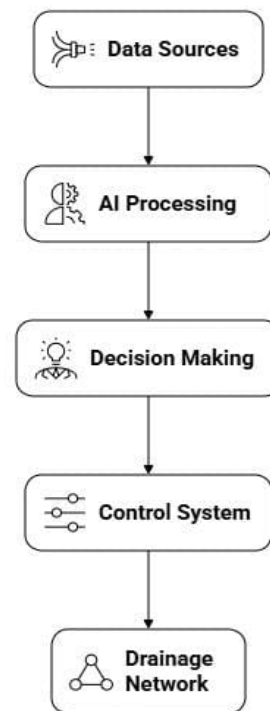 Data Sources
AI Processing
Decision Making
Control System
Drainage
Network